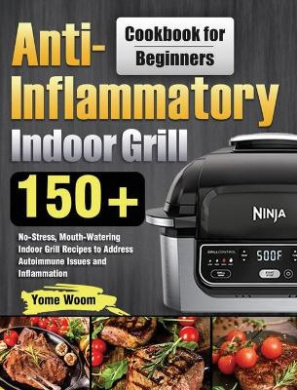 Anti-
Cookbook for
Beginners
Inflammatory
Indoor Grill
150+
No-Stress, Mouth-Watering
Indoor Grill Recipes to Address
Autoimmune Issues and
Inflammation
Yome Woom
NINJA
500F